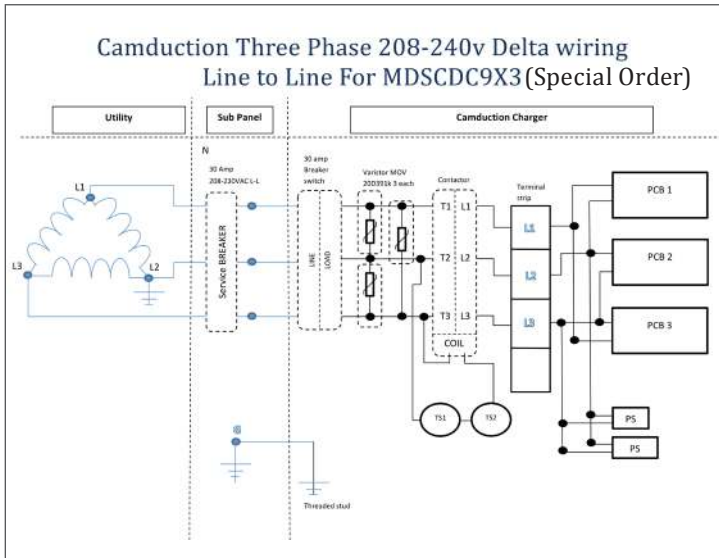 Camduction Three Phase 208-240v Delta wiring
Line to Line For MDSCDC9X3(Special Order)
Utility
Sub Panel
Camduction Charger
N
30 Amp
208-230VAC L-L
30 amp
Breaker
switch
Varistor MOV
20D391k 3 each
Contactor
Terminal
strip
L1
L3
L2
Service BREAKER
LINE
LOAD
T1
L1
T2
L2
T3
L3
COIL
L1
L2
L3
PCB 1
PCB 2
PCB 3
TS1
TS2
PS
PS
G
Threaded stud